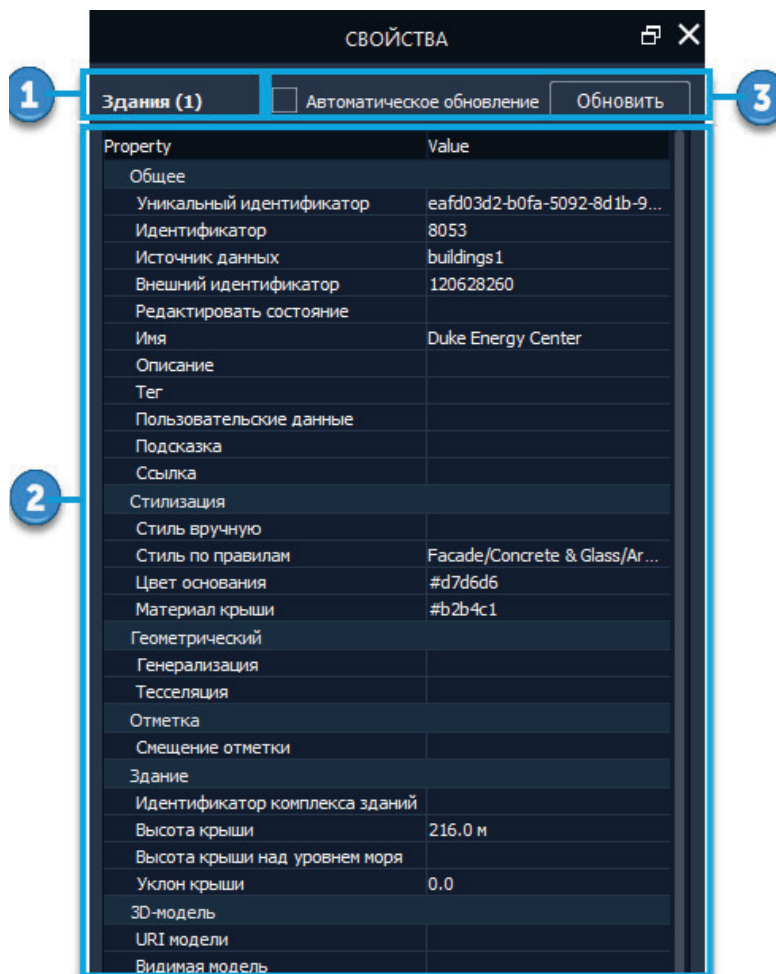 СВОЙСТВА
1
Здания (1) Автоматическое обновление Обновить
3
Property Value
Общее
Уникальный идентификатор eafd03d2-b0fa-5092-8d1b-9...
Идентификатор 8053
Источник данных buildings1
Внешний идентификатор 120628260
Редактировать состояние
Имя Duke Energy Center
Описание
Тег
Пользовательские данные
Подсказка
Ссылка
2
Стилизация
Стиль вручную
Стиль по правилам Facade/Concrete & Glass/Ar...
Цвет основания #d7d6d6
Материал крыши #b2b4c1
Геометрический
Генерализация
Тесселяция
Отметка
Смещение отметки
Здание
Идентификатор комплекса зданий
Высота крыши 216.0 м
Высота крыши над уровнем моря
Уклон крыши 0.0
3D-модель
URI модели
Видимая модель